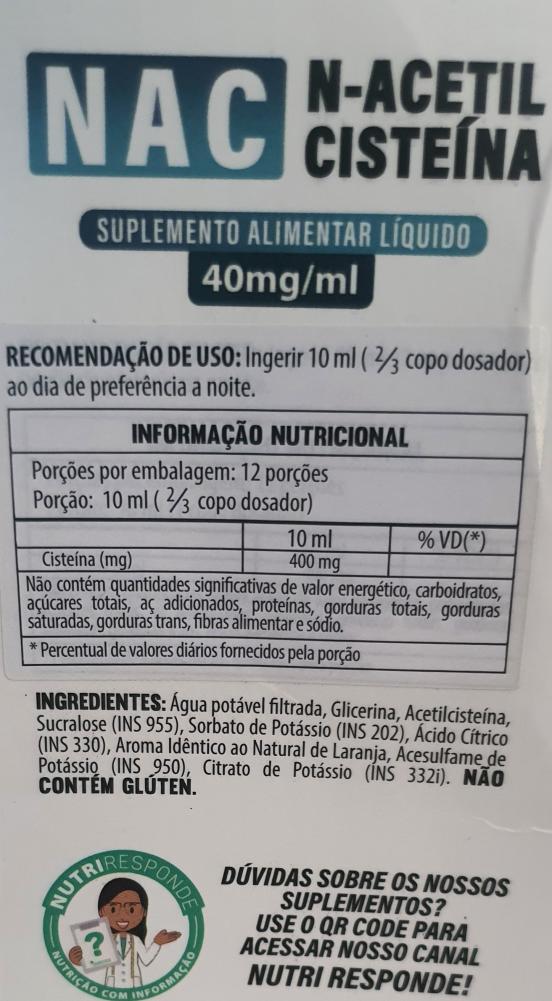 NAC
N-ACETIL
CISTEÍNA
SUPLEMENTO ALIMENTAR LÍQUIDO
40mg/ml
RECOMENDAÇÃO DE USO: Ingerir 10 ml ( 2/3 copo dosador)
ao dia de preferência a noite.
INFORMAÇÃO NUTRICIONAL
Porções por embalagem: 12 porções
Porção: 10 ml ( 2/3 copo dosador)
10 ml % VD(*)
Cisteína (mg) 400 mg
Não contém quantidades significativas de valor energético, carboidratos,
açúcares totais, aç adicionados, proteínas, gorduras totais, gorduras
saturadas, gorduras trans, fibras alimentar e sódio.
* Percentual de valores diários fornecidos pela porção
INGREDIENTES: Água potável filtrada, Glicerina, Acetilcisteína,
Sucralose (INS 955), Sorbato de Potássio (INS 202), Ácido Cítrico
(INS 330), Aroma Idêntico ao Natural de Laranja, Acesulfame de
Potássio (INS 950), Citrato de Potássio (INS 332i). NÃO
CONTÉM GLÚTEN.
NUTRIRESPONDE
?
NUTRIÇÃO COM INFORMAÇÃO
DÚVIDAS SOBRE OS NOSSOS
SUPLEMENTOS?
USE O QR CODE PARA
ACESSAR NOSSO CANAL
NUTRI RESPONDE!